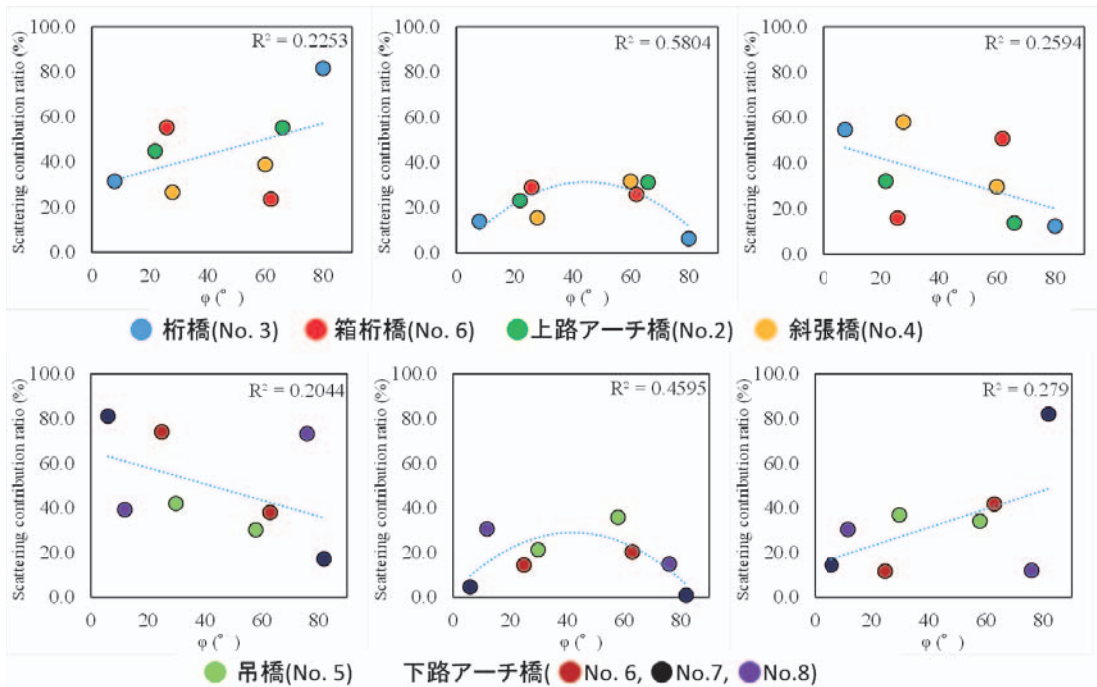 Scattering contribution ratio (%)
100.0
80.0
60.0
40.0
20.0
0.0
R² = 0.2253
0 20 40 60 80
φ (° )
Scattering contribution ratio (%)
100.0
80.0
60.0
40.0
20.0
0.0
R² = 0.5804
0 20 40 60 80
φ (° )
Scattering contribution ratio (%)
100.0
80.0
60.0
40.0
20.0
0.0
R² = 0.2594
0 20 40 60 80
φ (° )
桁橋(No. 3) 箱桁橋(No. 6) 上路アーチ橋(No.2) 斜張橋(No.4)
Scattering contribution ratio (%)
100.0
80.0
60.0
40.0
20.0
0.0
R² = 0.2044
0 20 40 60 80
φ (° )
Scattering contribution ratio (%)
100.0
80.0
60.0
40.0
20.0
0.0
R² = 0.4595
0 20 40 60 80
φ (° )
Scattering contribution ratio (%)
100.0
80.0
60.0
40.0
20.0
0.0
R² = 0.279
0 20 40 60 80
φ (° )
吊橋(No. 5) 下路アーチ橋( No. 6, No.7, No.8)